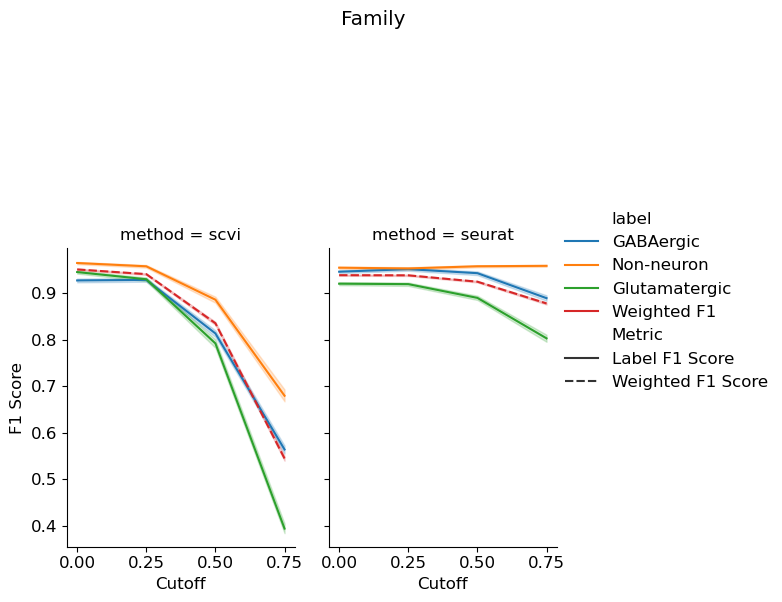 Family
method = scvi
method = seurat
F1 Score
0.9
0.8
0.7
0.6
0.5
0.4
0.00 0.25 0.50 0.75
0.00 0.25 0.50 0.75
Cutoff
Cutoff
label
GABAergic
Non-neuron
Glutamatergic
Weighted F1
Metric
Label F1 Score
Weighted F1 Score